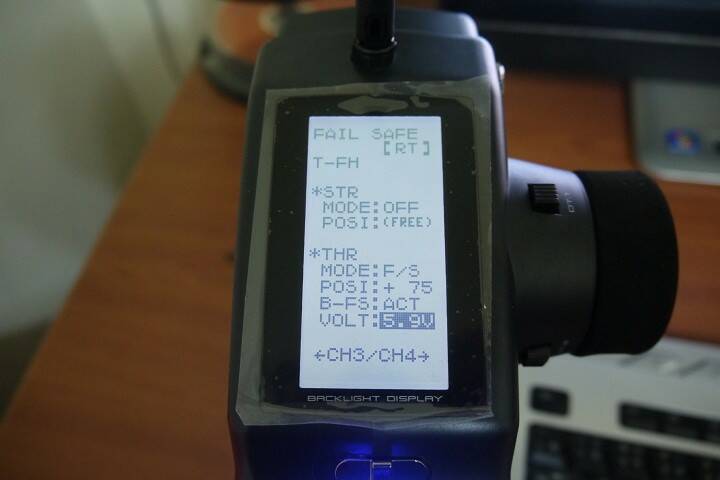 FAIL SAFE
[RT]
T-FH
*STR
MODE:OFF
POSI:(FREE)
*THR
MODE:F/S
POSI:+ 75
B-FS:ACT
VOLT:5.9V
←CH3/CH4→
BACKLIGHT DISPLAY
DT1